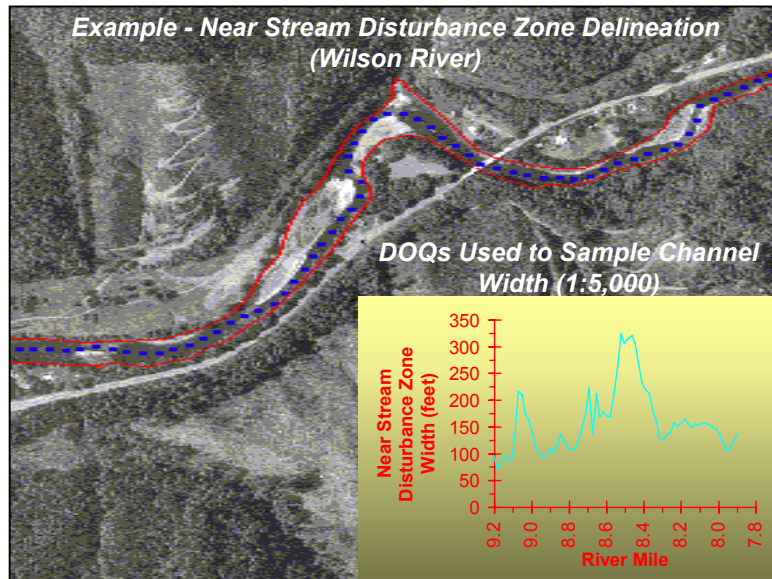 Example - Near Stream Disturbance Zone Delineation
(Wilson River)
DOQs Used to Sample Channel
Width (1:5,000)
Near Stream
Disturbance Zone
Width (feet)
350
300
250
200
150
100
50
0
9.2
9.0
8.8
8.6
8.4
8.2
8.0
7.8
River Mile